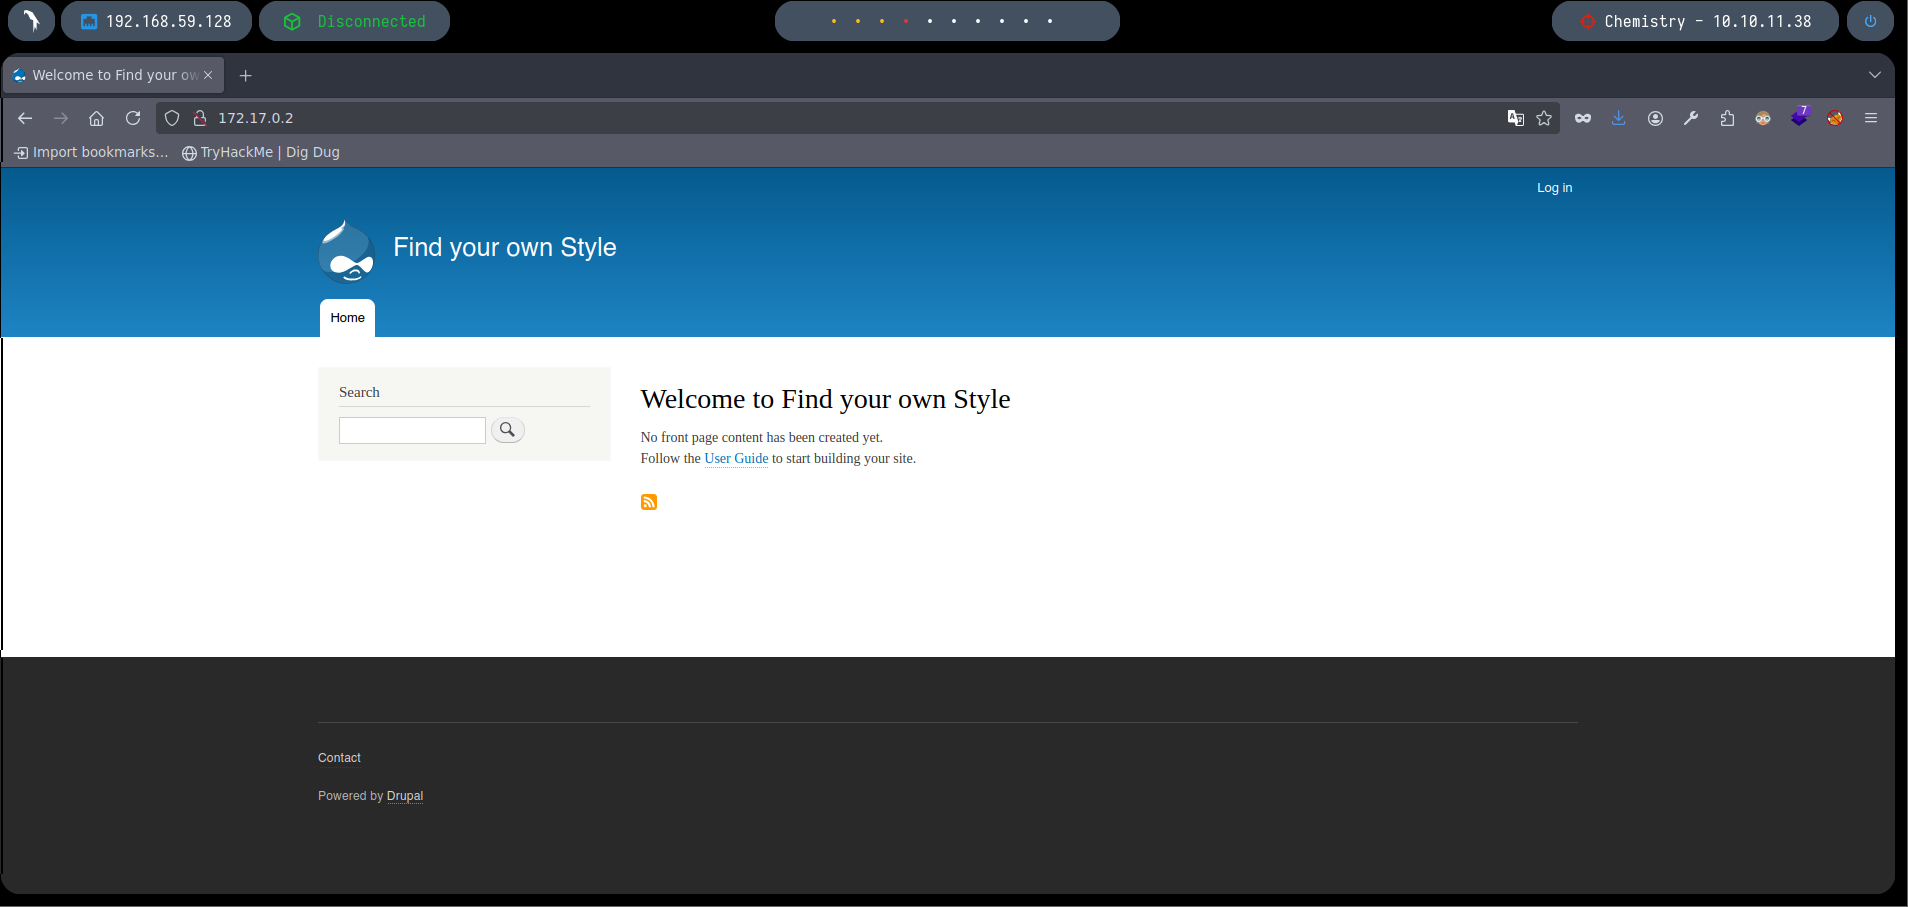 192.168.59.128
Disconnected
Chemistry - 10.10.11.38
Welcome to Find your ow
172.17.0.2
7
Import bookmarks...
TryHackMe | Dig Dug
Log in
Find your own Style
Home
Search
Welcome to Find your own Style
No front page content has been created yet.
Follow the User Guide to start building your site.
Contact
Powered by Drupal